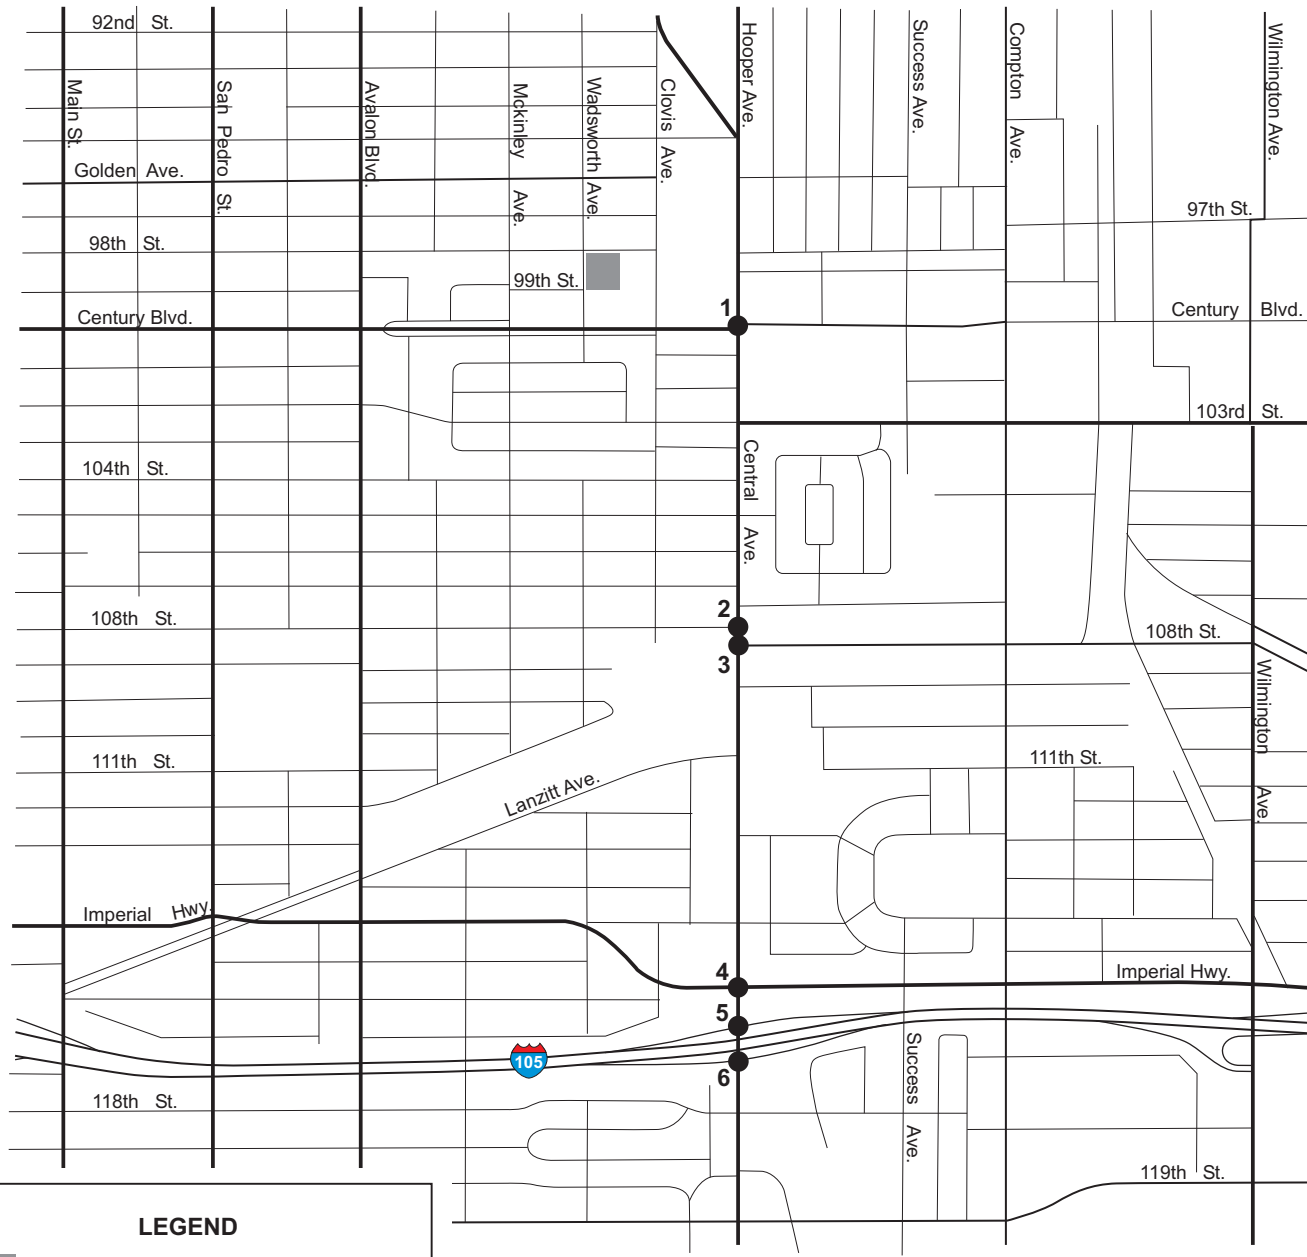 92nd St.
Main St.
San Pedro St.
Avalon Blvd.
Mckinley Ave.
Wadsworth Ave.
Clovis Ave.
Hooper Ave.
Success Ave.
Compton Ave.
Wilmington Ave.
Golden Ave.
97th St.
98th St.
99th St.
Century Blvd.
1
Century Blvd.
103rd St.
104th St.
Central Ave.
108th St.
2
3
108th St.
Wilmington Ave.
111th St.
111th St.
Lanzitt Ave.
Imperial Hwy.
4
Imperial Hwy.
5
105
6
Success Ave.
118th St.
119th St.
LEGEND